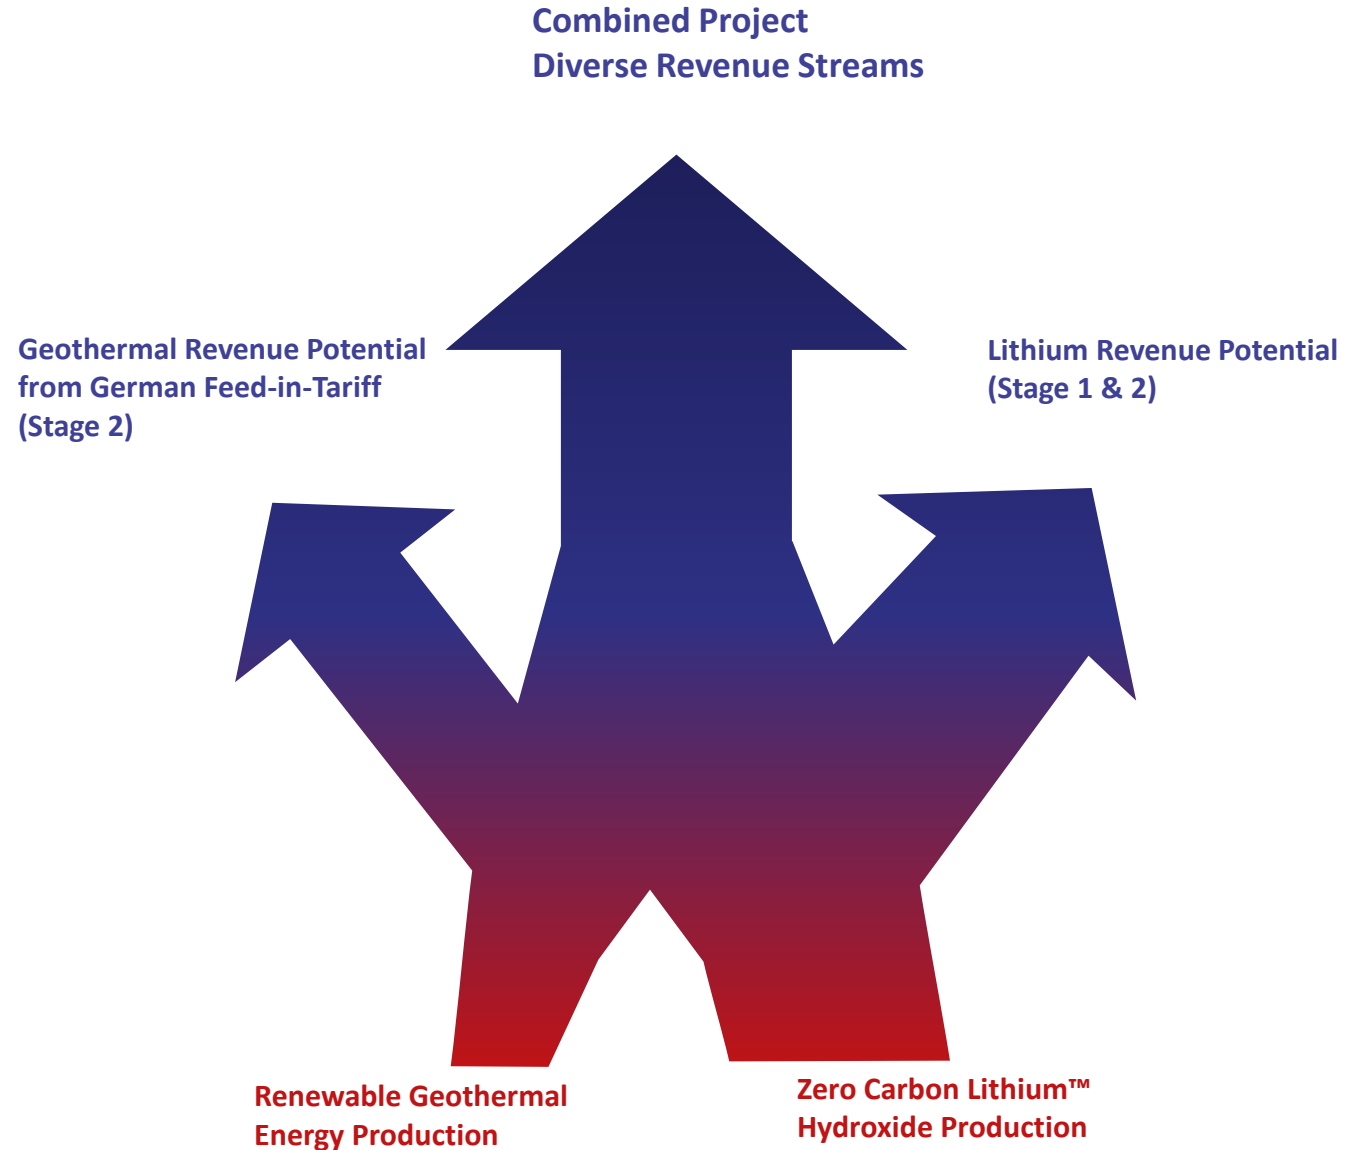 Combined Project
Diverse Revenue Streams
Geothermal Revenue Potential
from German Feed-in-Tariff
(Stage 2)
Lithium Revenue Potential
(Stage 1 & 2)
Renewable Geothermal
Energy Production
Zero Carbon Lithium™
Hydroxide Production